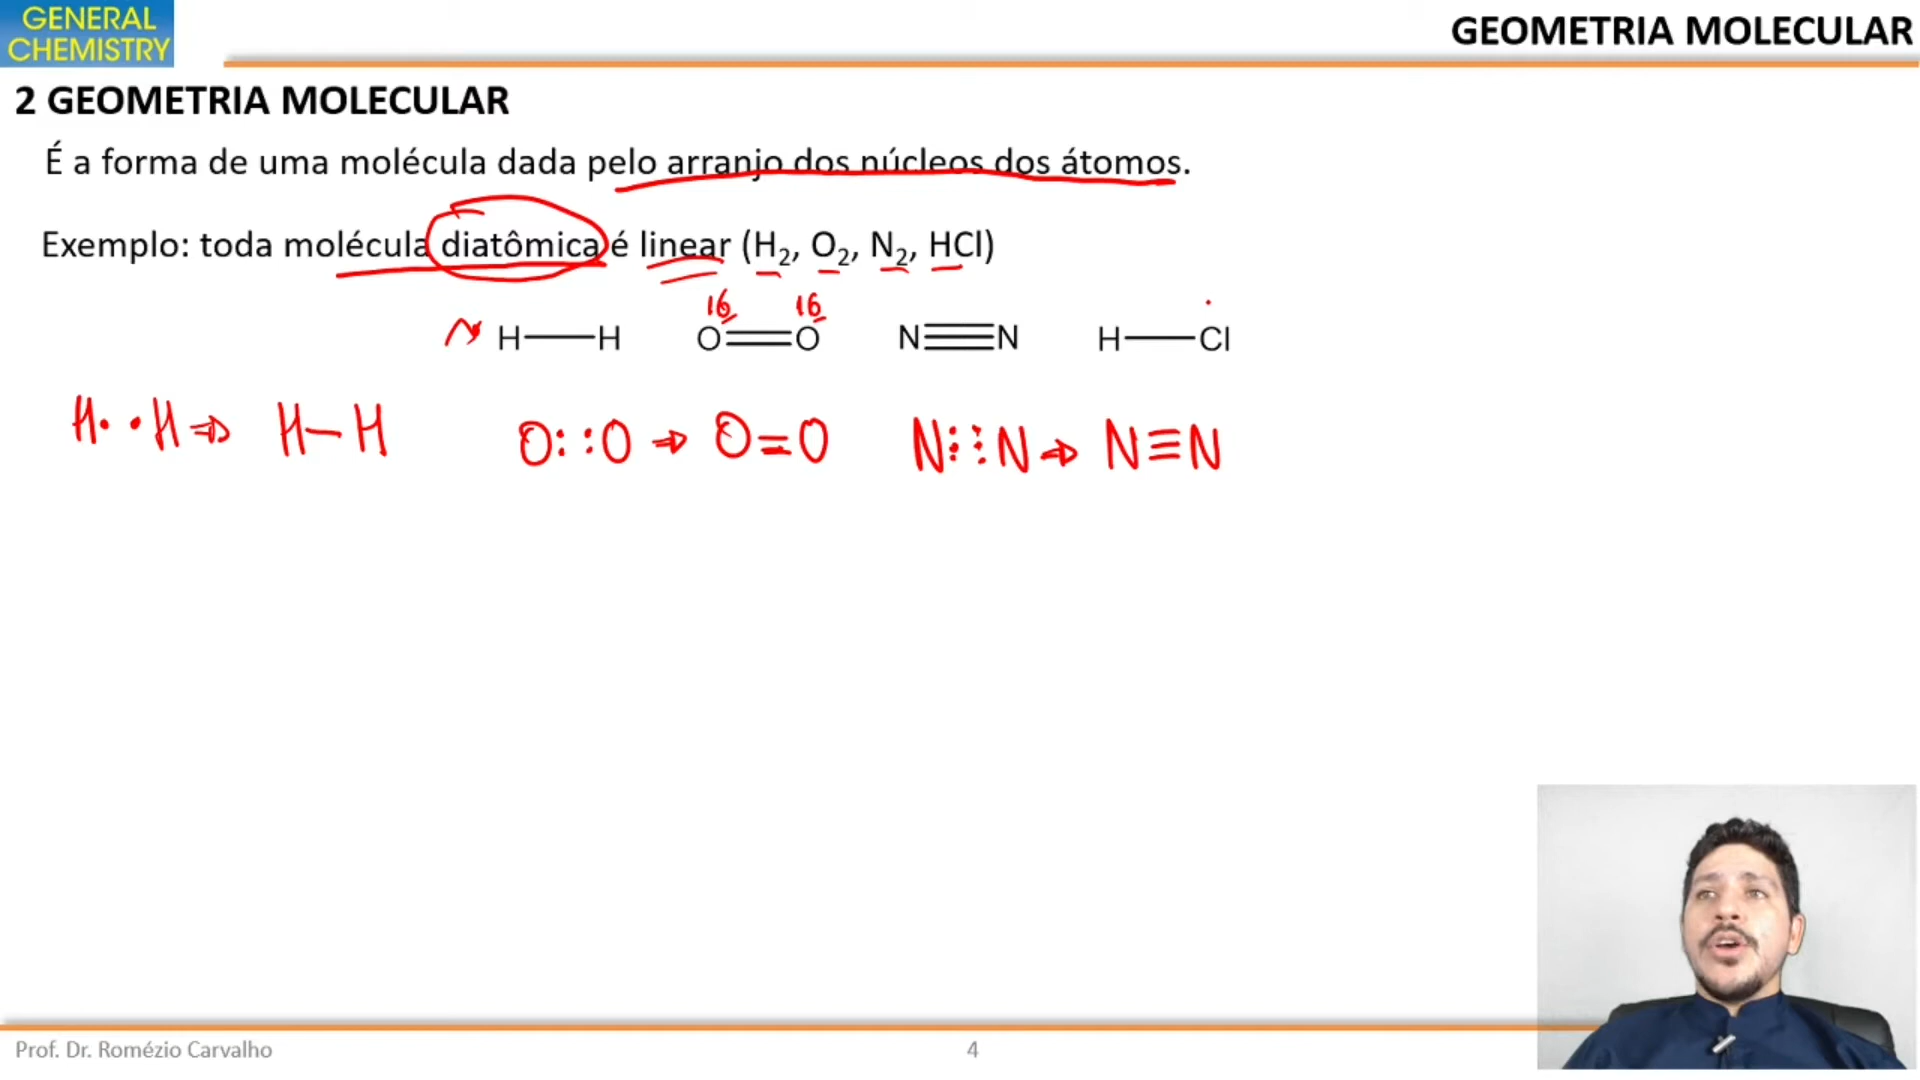 GENERAL
CHEMISTRY
GEOMETRIA MOLECULAR
2 GEOMETRIA MOLECULAR
É a forma de uma molécula dada pelo arranjo dos núcleos dos átomos.
Exemplo: toda molécula diatômica é linear (H₂, O₂, N₂, HCl)
16 16
H—H O=O N≡N H—Cl
H· ·H ⇒ H—H O: :O ⇒ O=O N⋮ ⋮N ⇒ N≡N
Prof. Dr. Romézio Carvalho
4